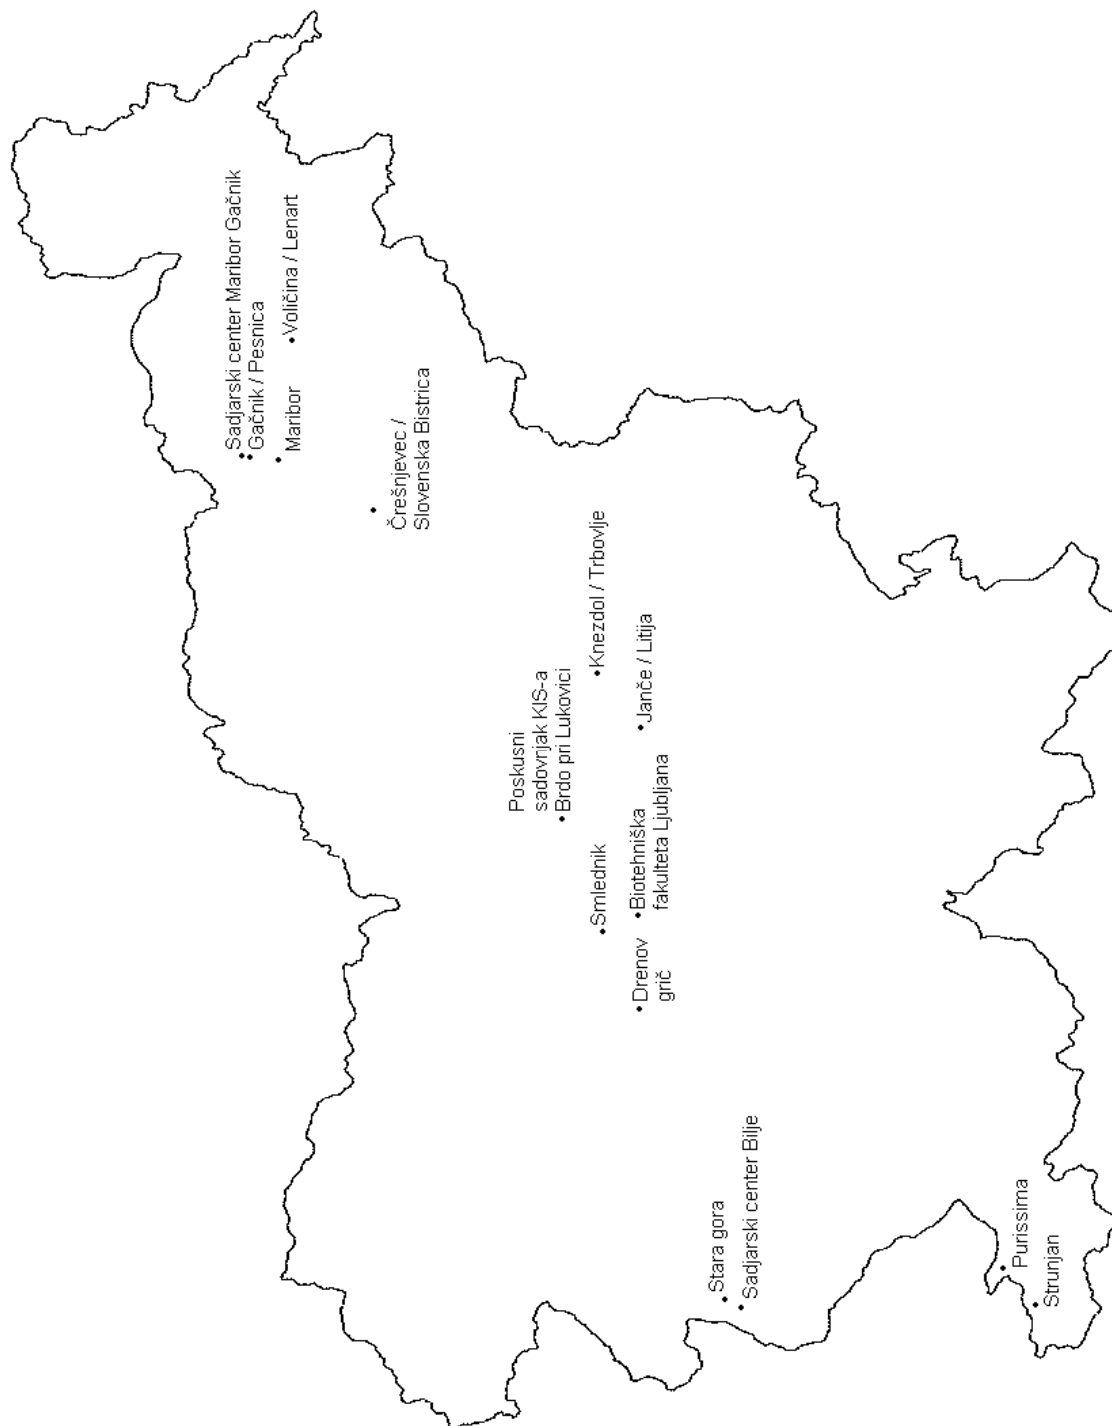 Sadjarski center Maribor Gačnik
Gačnik / Pesnica
Maribor
Voličina / Lenart
Črešnjevec /
Slovenska Bistrica
Poskusni
sadovnjak KIS-a
Brdo pri Lukovici
Knezdol / Trbovlje
Smlednik
Janče / Litija
Drenov
grič
Biotehniška
fakulteta Ljubljana
Stara gora
Sadjarski center Bilje
Purissima
Strunjan